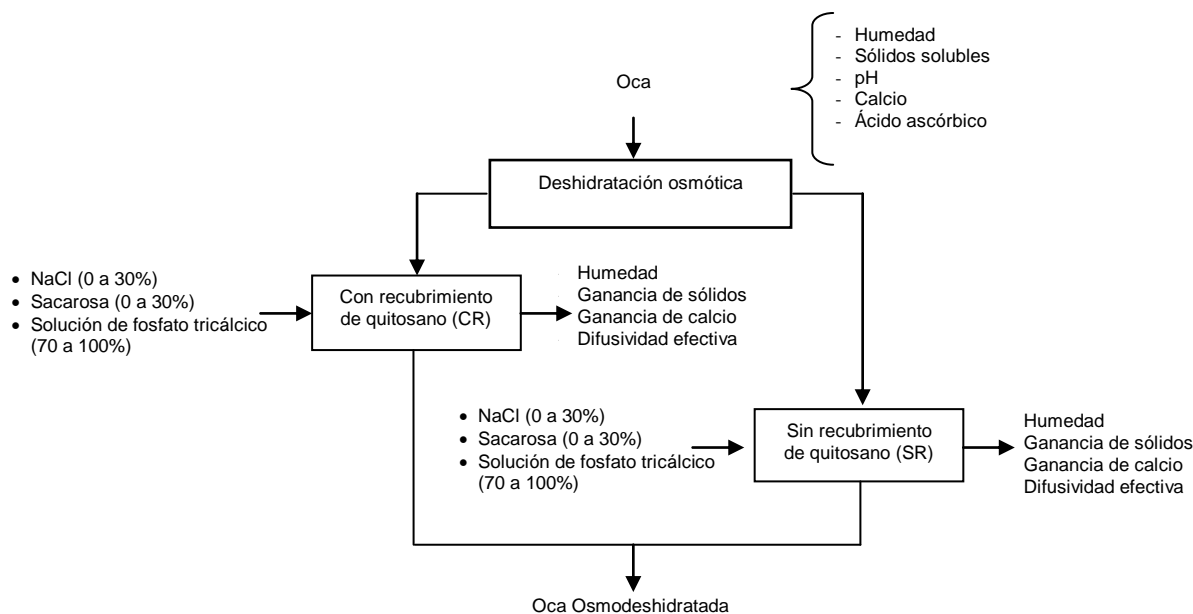 - Humedad
- Sólidos solubles
- pH
- Calcio
- Ácido ascórbico
Oca
Deshidratación osmótica
• NaCl (0 a 30%)
• Sacarosa (0 a 30%)
• Solución de fosfato tricálcico
(70 a 100%)
Con recubrimiento
de quitosano (CR)
Humedad
Ganancia de sólidos
Ganancia de calcio
Difusividad efectiva
• NaCl (0 a 30%)
• Sacarosa (0 a 30%)
• Solución de fosfato tricálcico
(70 a 100%)
Sin recubrimiento
de quitosano (SR)
Humedad
Ganancia de sólidos
Ganancia de calcio
Difusividad efectiva
Oca Osmodeshidratada